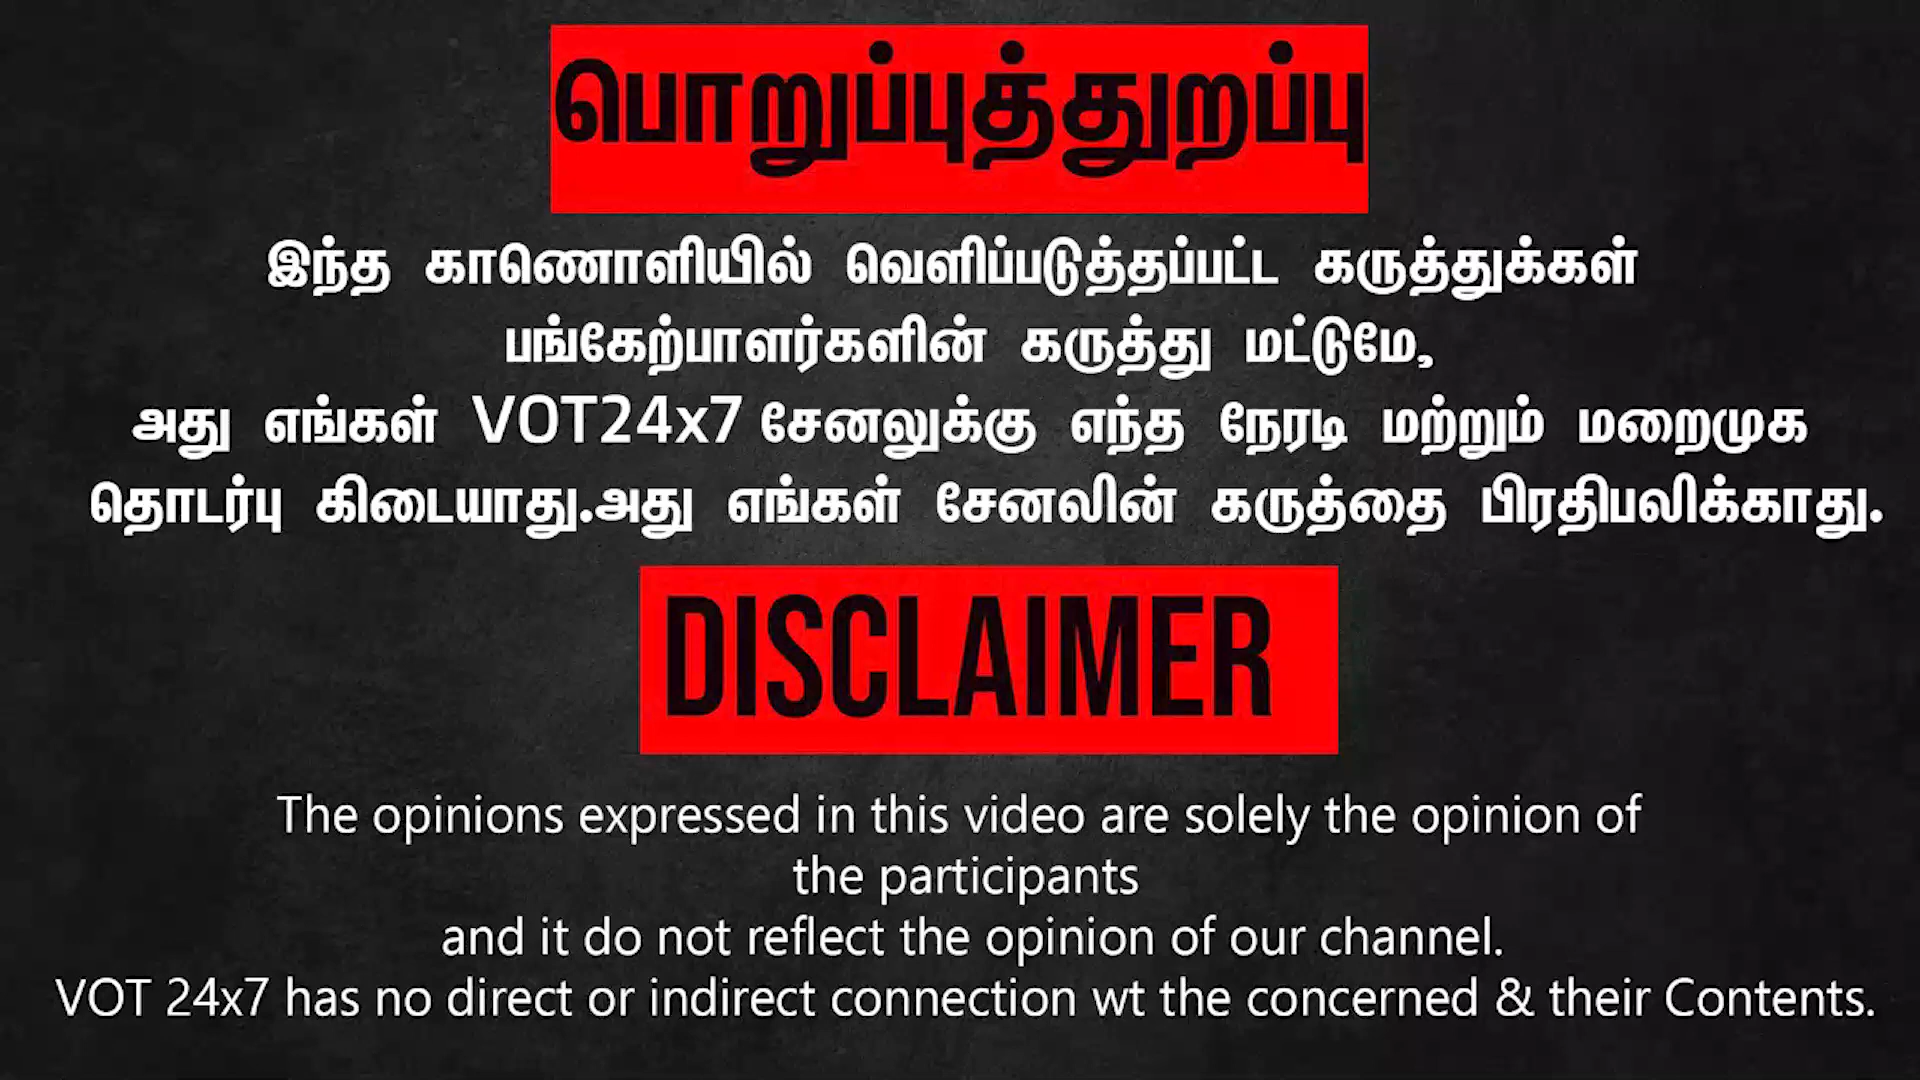 பொறுப்புத்துறப்பு
இந்த காணொளியில் வெளிப்படுத்தப்பட்ட கருத்துக்கள்
பங்கேற்பாளர்களின் கருத்து மட்டுமே,
அது எங்கள் VOT24x7 சேனலுக்கு எந்த நேரடி மற்றும் மறைமுக
தொடர்பு கிடையாது.அது எங்கள் சேனலின் கருத்தை பிரதிபலிக்காது.
DISCLAIMER
The opinions expressed in this video are solely the opinion of
the participants
and it do not reflect the opinion of our channel.
VOT 24x7 has no direct or indirect connection wt the concerned & their Contents.